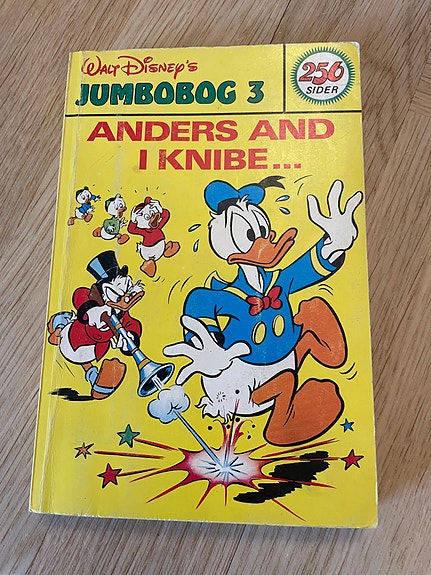 Walt Disney's
JUMBOBOG 3
256
SIDER
ANDERS AND
I KNIBE...